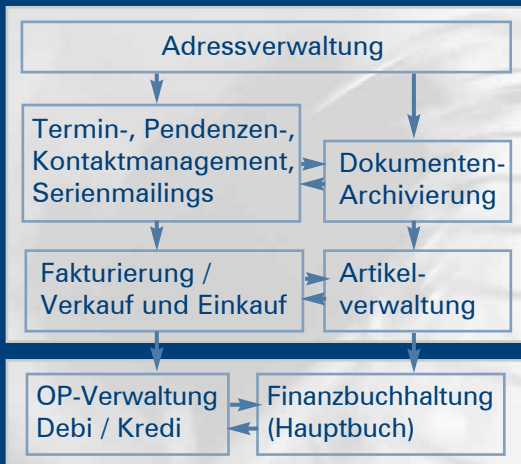 Adressverwaltung
Termin-, Pendenzen-,
Kontaktmanagement,
Serienmailings
Dokumenten-
Archivierung
Fakturierung /
Verkauf und Einkauf
Artikel-
verwaltung
OP-Verwaltung
Debi / Kredi
Finanzbuchhaltung
(Hauptbuch)